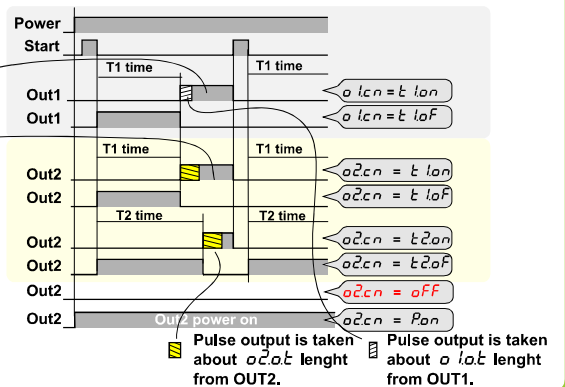 Power
Start
T1 time T1 time
Out1 o1.cn = t1.on
Out1 o1.cn = t1.oF
T1 time T1 time
Out2 o2.cn = t1.on
Out2 o2.cn = t1.oF
T2 time T2 time
Out2 o2.cn = t2.on
Out2 o2.cn = t2.oF
Out2 o2.cn = oFF
Out2 Out2 power on o2.cn = P.on
Pulse output is taken
about o2.o.t lenght
from OUT2.
Pulse output is taken
about o1.o.t lenght
from OUT1.